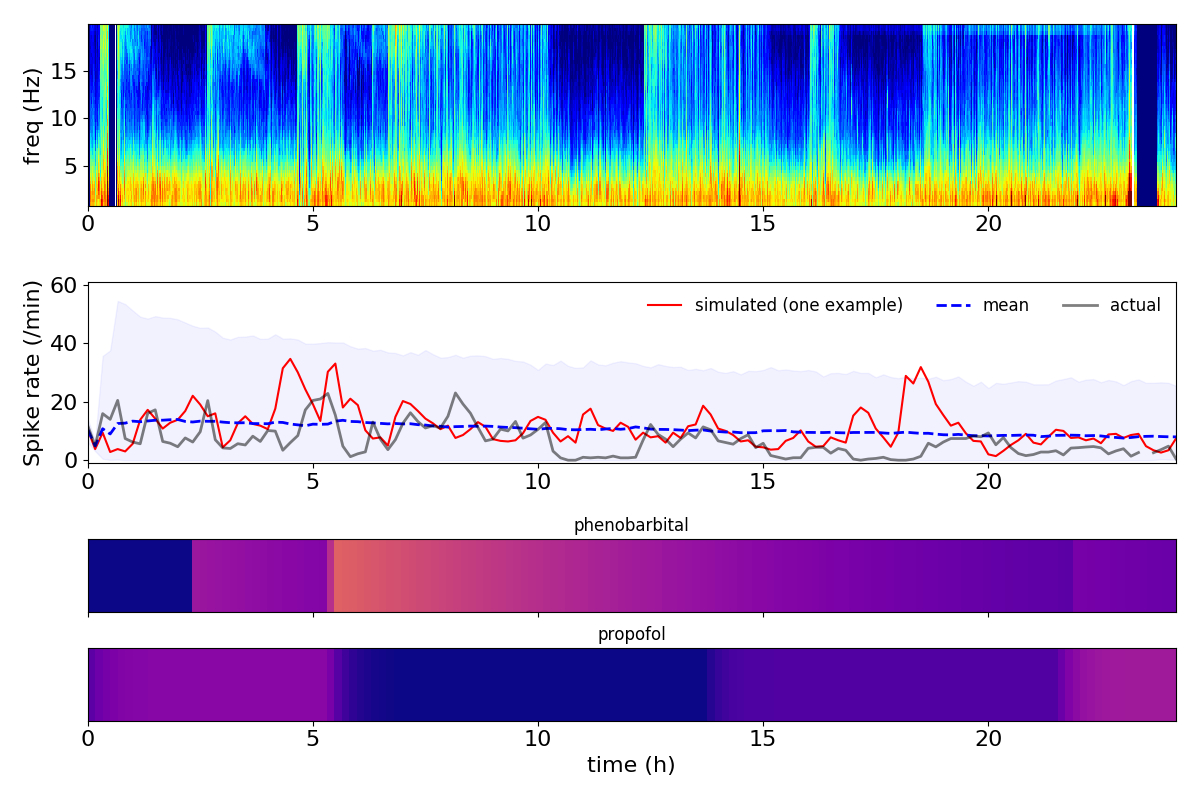 freq (Hz)
15
10
5
0 5 10 15 20
Spike rate (/min)
60
40
20
0
simulated (one example) mean actual
0 5 10 15 20
phenobarbital
propofol
0 5 10 15 20
time (h)